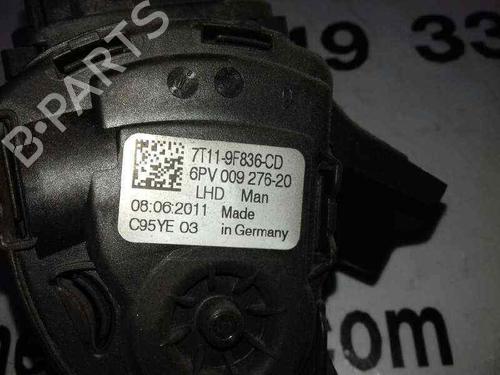 B-PARTS
19 33
7T11-9F836-CD
6PV 009 276-20
LHD Man
08.06.2011 Made
C95YE 03 in Germany
com